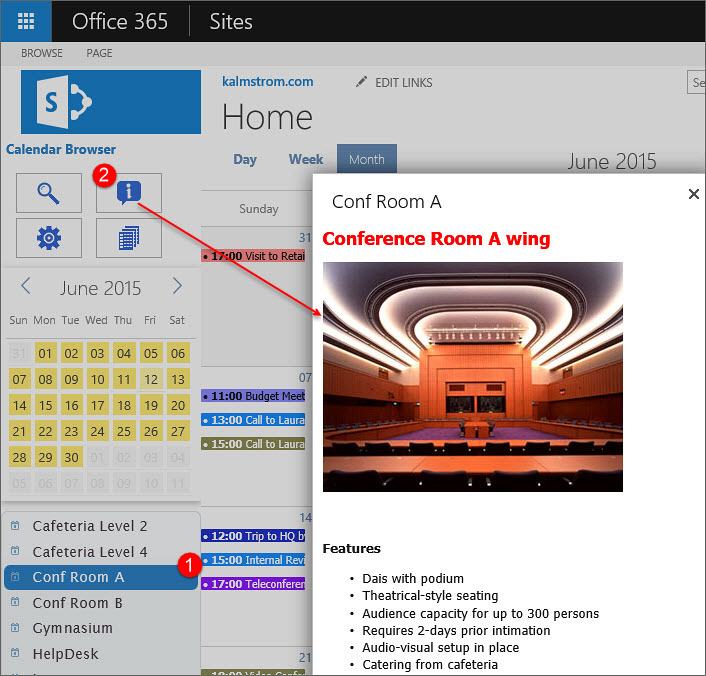 Office 365 Sites
BROWSE PAGE
S
kalmstrom.com EDIT LINKS
Home
Calendar Browser
2
i
Day Week Month June 2015
Sunday
31
• 17:00 Visit to Retai
June 2015
Sun Mon Tue Wed Thu Fri Sat
31 01 02 03 04 05 06
07 08 09 10 11 12 13
14 15 16 17 18 19 20
21 22 23 24 25 26 27
28 29 30 01 02 03 04
05 06 07 08 09 10 11
07
• 11:00 Budget Meet
• 13:00 Call to Laura
• 15:00 Call to Laura
14
• 12:00 Trip to HQ by
• 15:00 Internal Revi
• 17:00 Teleconferen
21
Cafeteria Level 2
Cafeteria Level 4
1
Conf Room A
Conf Room B
Gymnasium
HelpDesk
Conf Room A
Conference Room A wing
Features
• Dais with podium
• Theatrical-style seating
• Audience capacity for up to 300 persons
• Requires 2-days prior intimation
• Audio-visual setup in place
• Catering from cafeteria